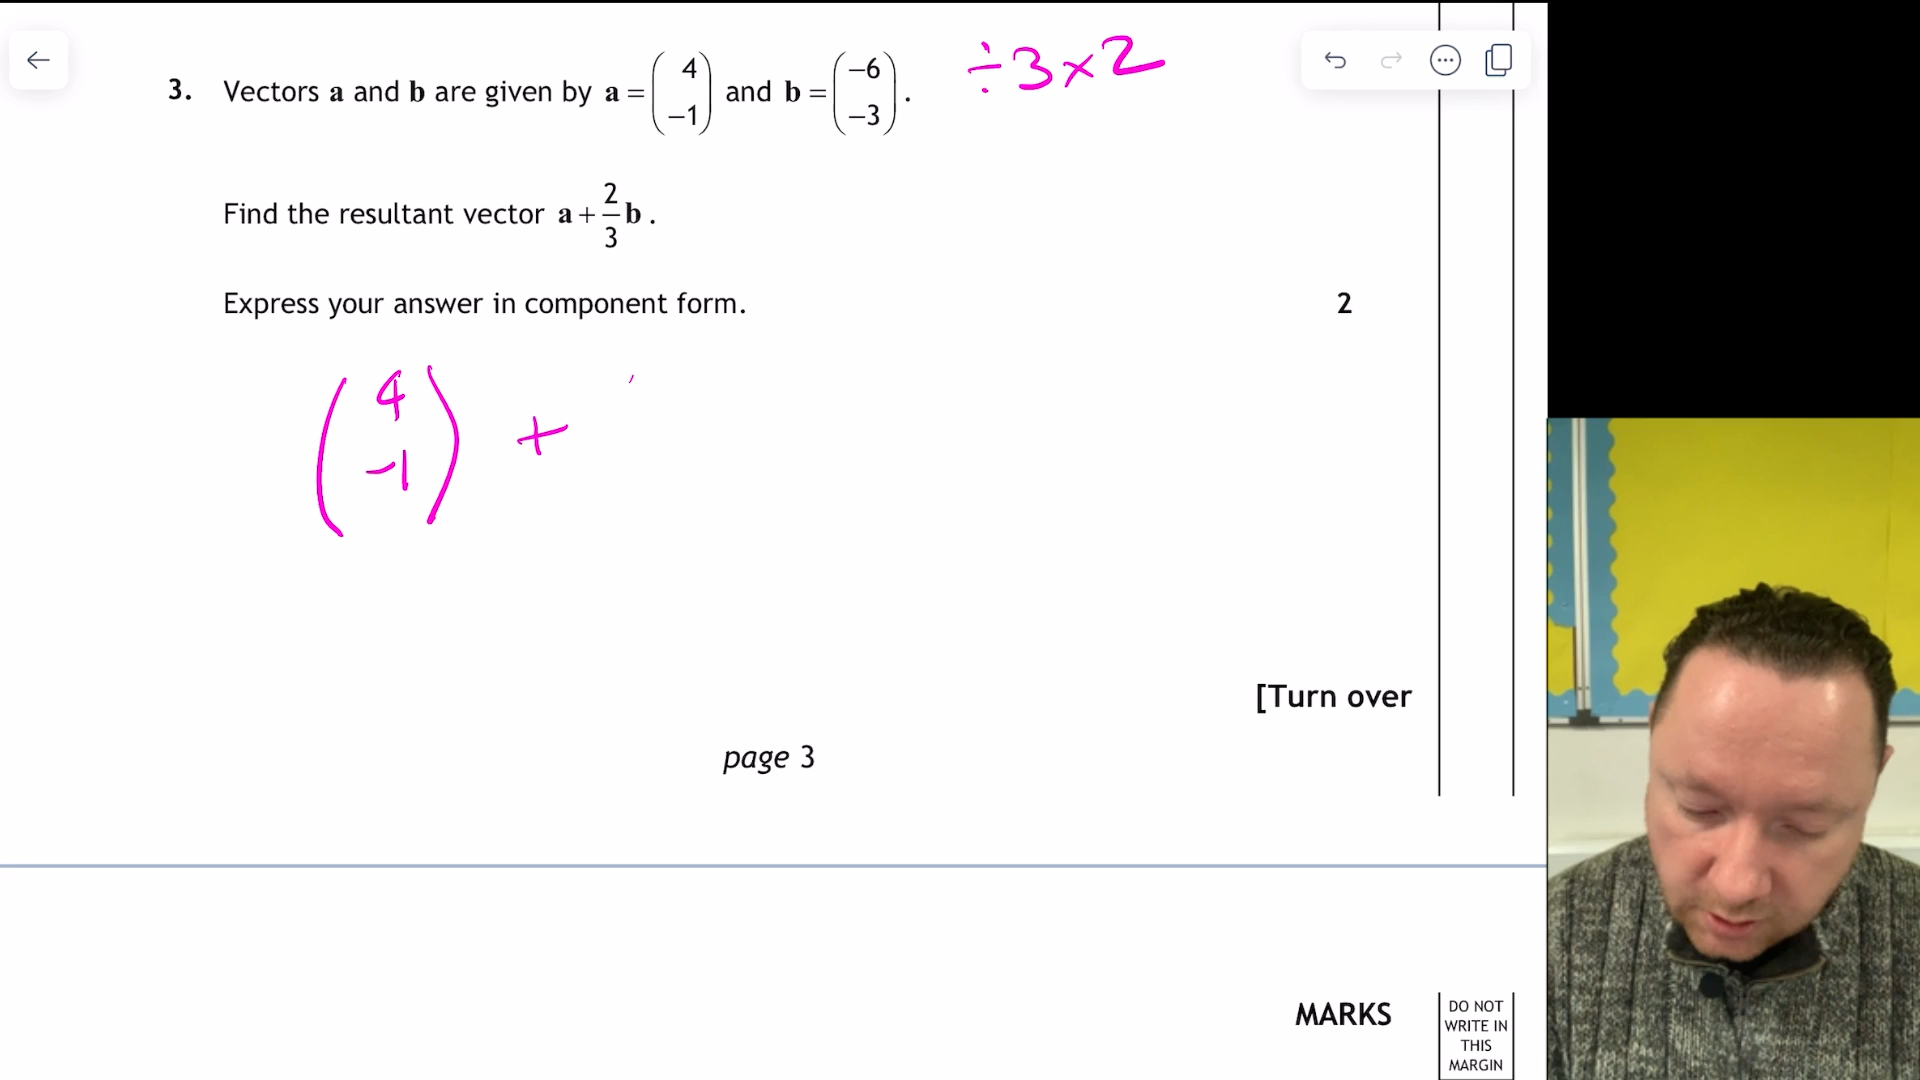 ÷3×2
3. Vectors a and b are given by a = (4 −1) and b = (−6 −3).
Find the resultant vector a + 2/3 b.
Express your answer in component form.
2
(4 −1) +
[Turn over
page 3
MARKS
DO NOT
WRITE IN
THIS
MARGIN